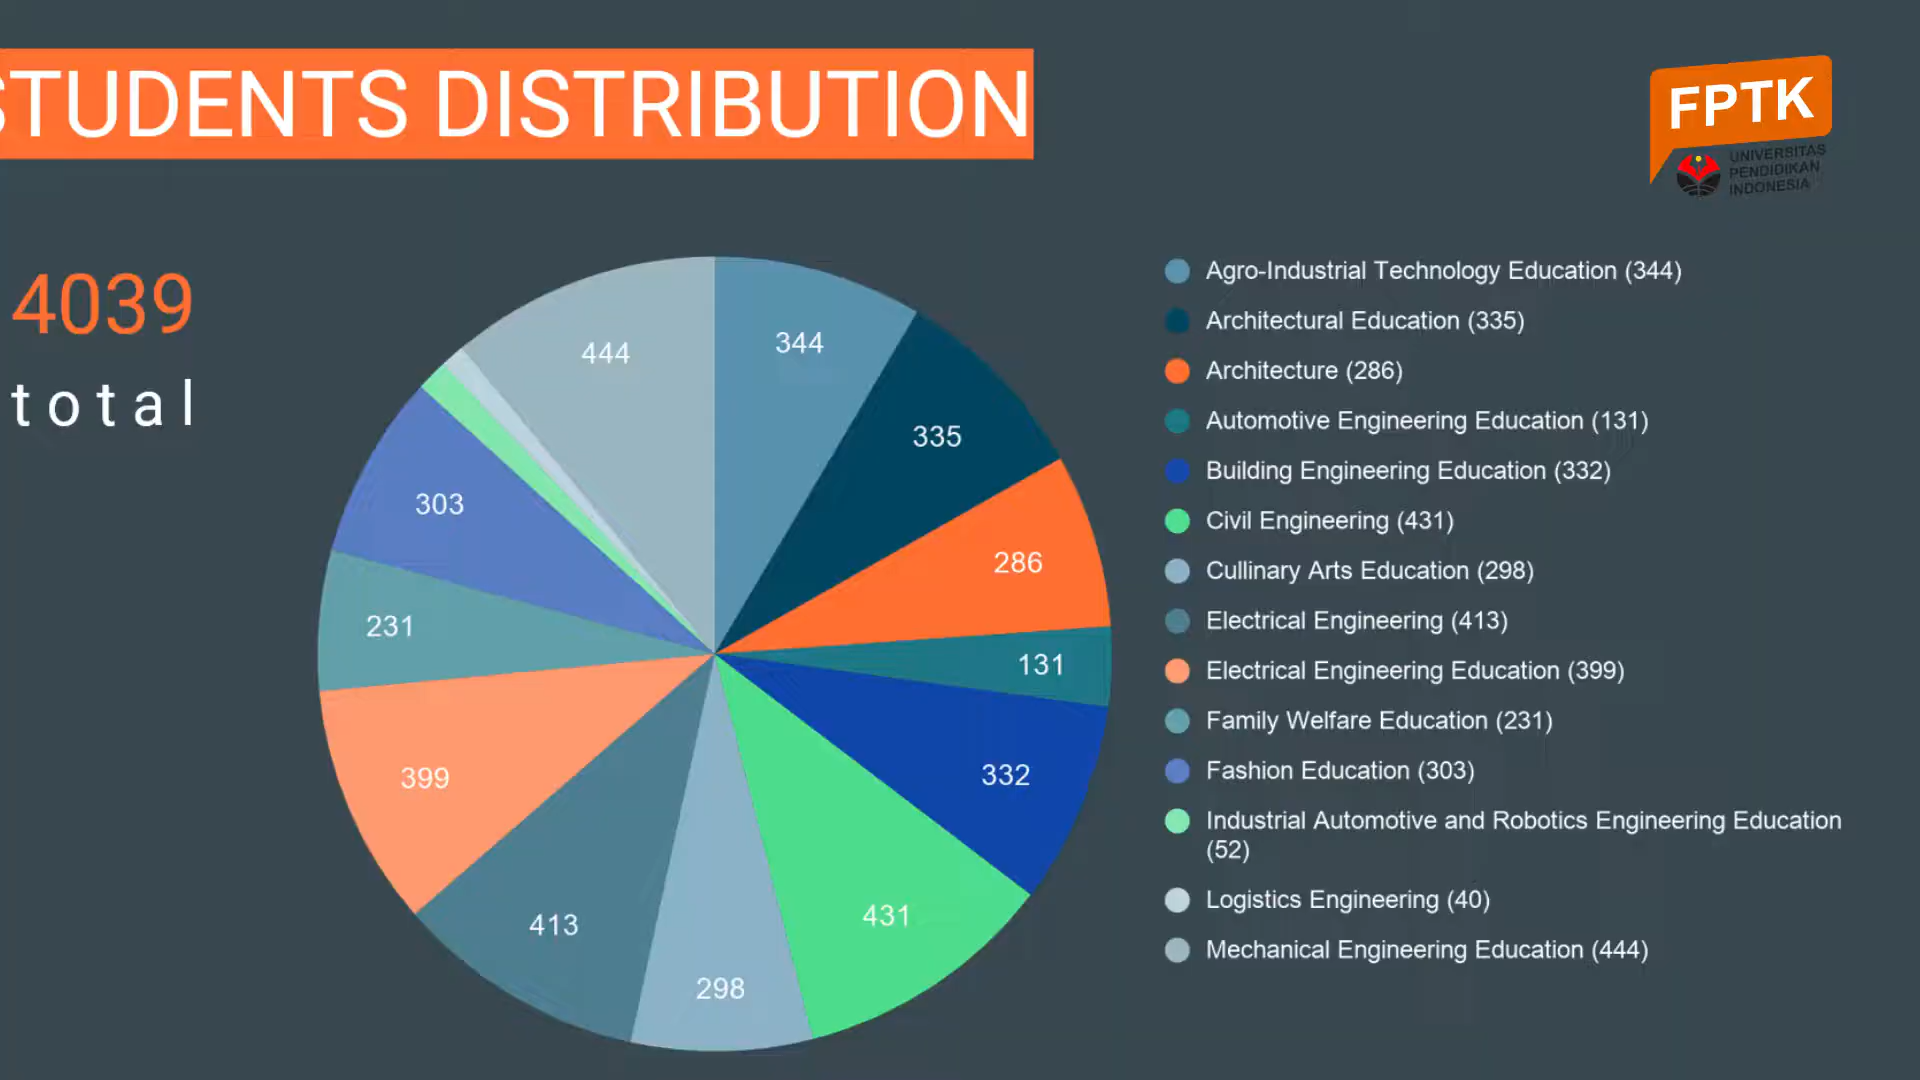 STUDENTS DISTRIBUTION
FPTK
UNIVERSITAS
PENDIDIKAN
INDONESIA
4039
total
444
344
335
303
286
231
131
399
332
413
431
298
Agro-Industrial Technology Education (344)
Architectural Education (335)
Architecture (286)
Automotive Engineering Education (131)
Building Engineering Education (332)
Civil Engineering (431)
Cullinary Arts Education (298)
Electrical Engineering (413)
Electrical Engineering Education (399)
Family Welfare Education (231)
Fashion Education (303)
Industrial Automotive and Robotics Engineering Education
(52)
Logistics Engineering (40)
Mechanical Engineering Education (444)